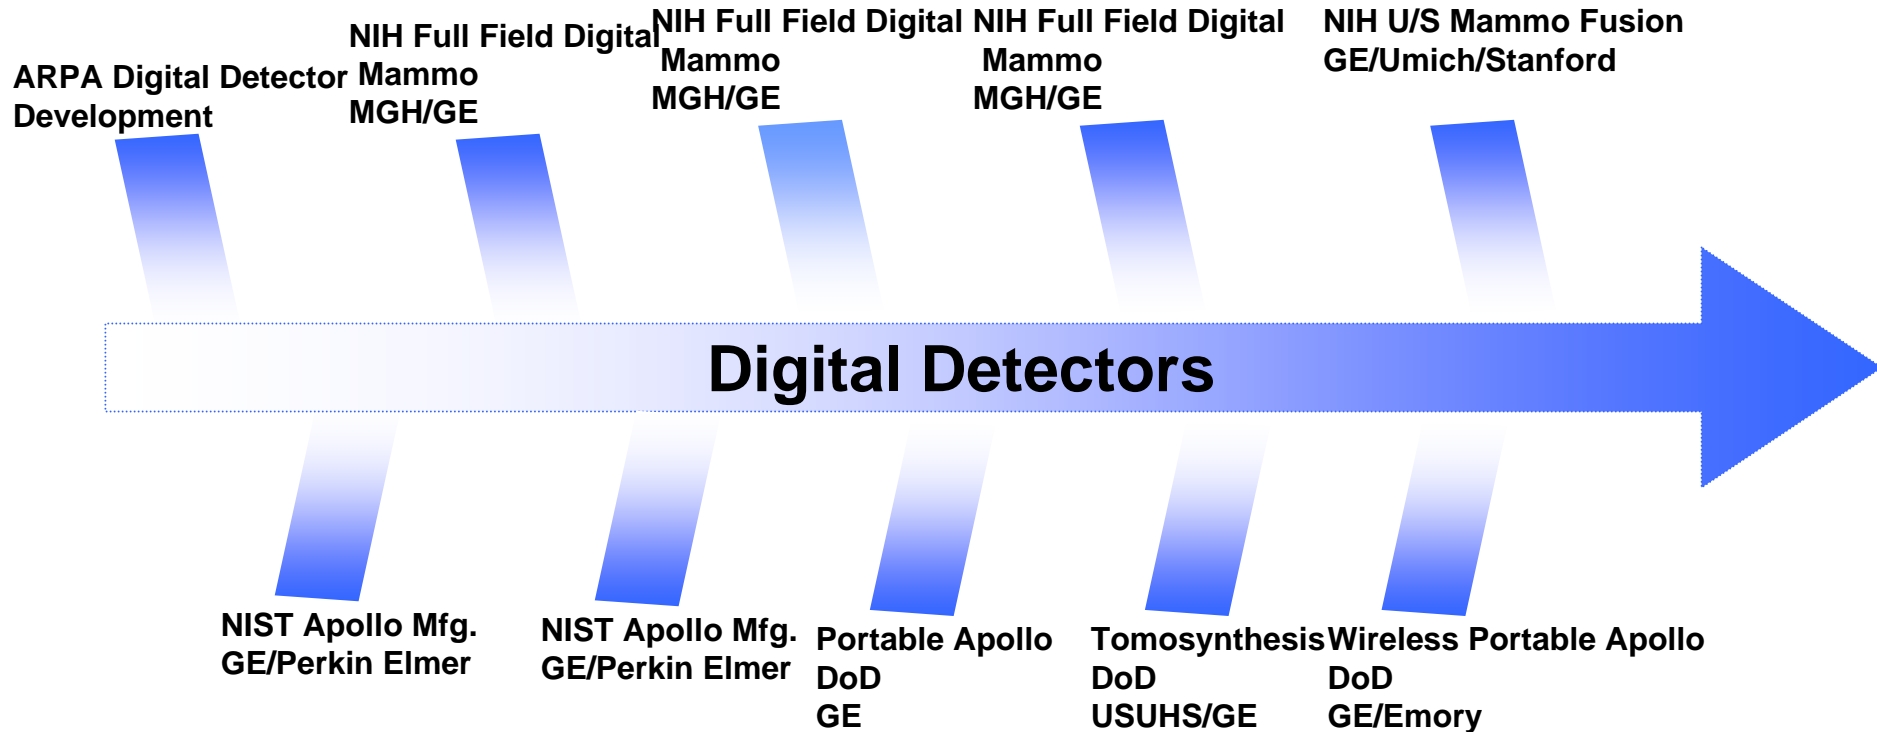 ARPA Digital Detector
Development
NIH Full Field Digital
Mammo
MGH/GE
NIH Full Field Digital
Mammo
MGH/GE
NIH Full Field Digital
Mammo
MGH/GE
NIH U/S Mammo Fusion
GE/Umich/Stanford
Digital Detectors
NIST Apollo Mfg.
GE/Perkin Elmer
NIST Apollo Mfg.
GE/Perkin Elmer
Portable Apollo
DoD
GE
Tomosynthesis
DoD
USUHS/GE
Wireless Portable Apollo
DoD
GE/Emory